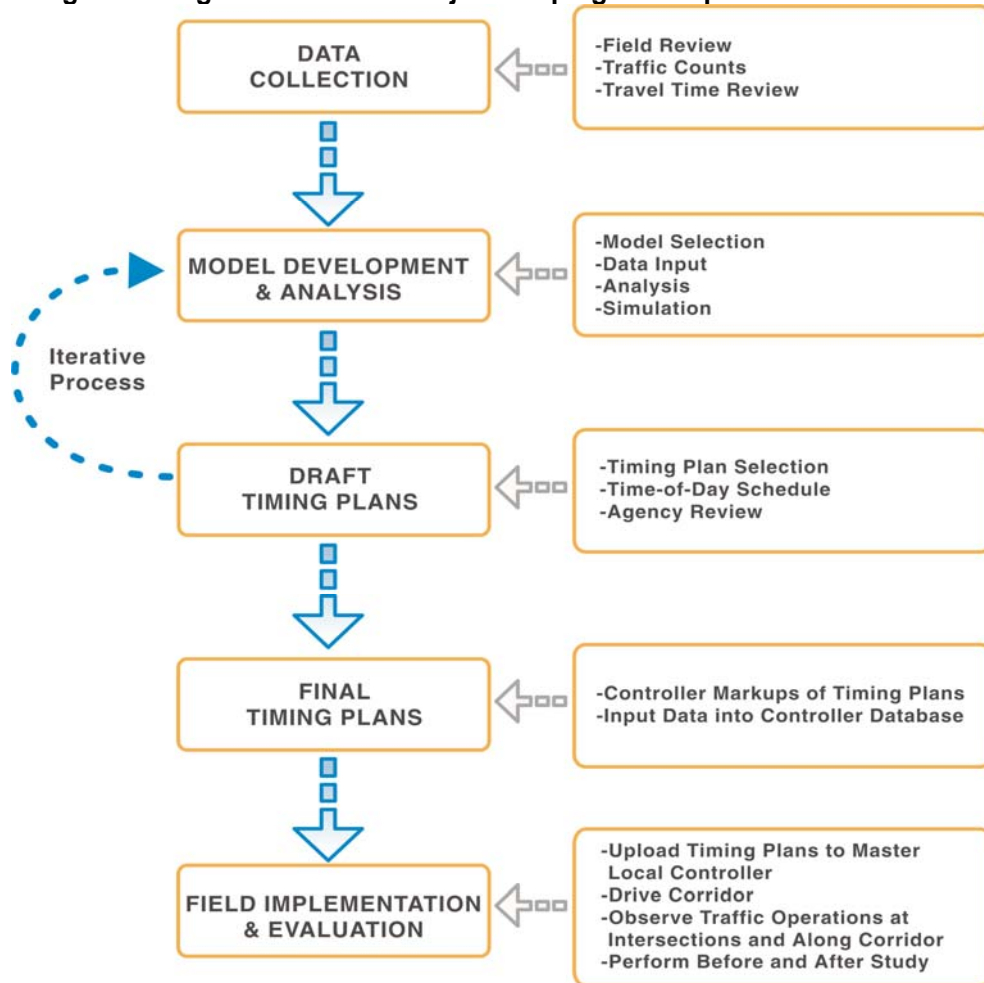 DATA
COLLECTION
-Field Review
-Traffic Counts
-Travel Time Review
MODEL DEVELOPMENT
& ANALYSIS
-Model Selection
-Data Input
-Analysis
-Simulation
Iterative
Process
DRAFT
TIMING PLANS
-Timing Plan Selection
-Time-of-Day Schedule
-Agency Review
FINAL
TIMING PLANS
-Controller Markups of Timing Plans
-Input Data into Controller Database
FIELD IMPLEMENTATION
& EVALUATION
-Upload Timing Plans to Master
Local Controller
-Drive Corridor
-Observe Traffic Operations at
Intersections and Along Corridor
-Perform Before and After Study